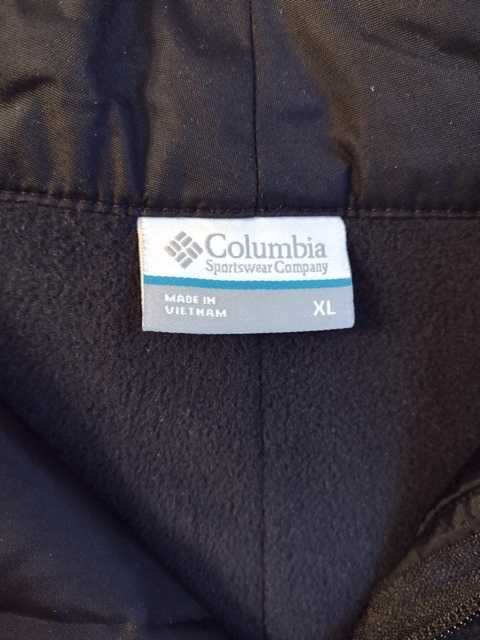 Columbia
Sportswear Company
MADE IN
VIETNAM
XL